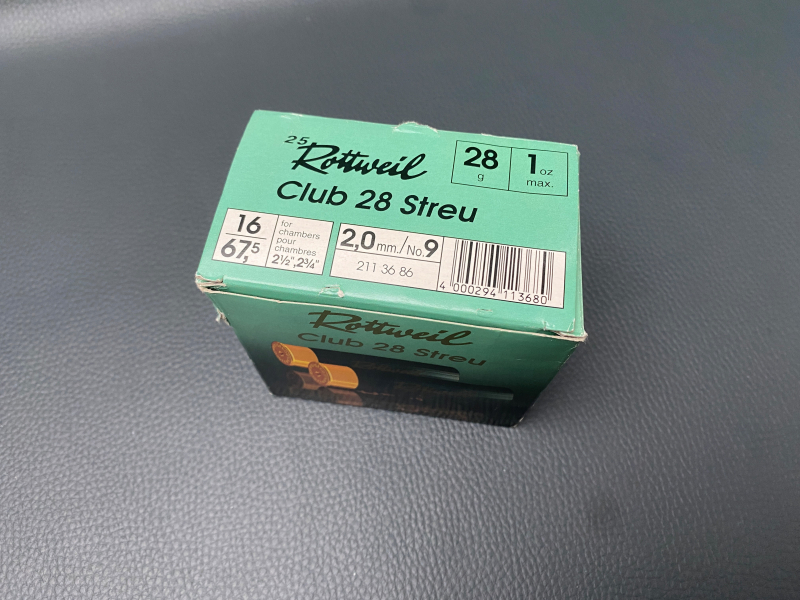 25 Rottweil
Club 28 Streu
28 g
1 oz max.
16
67,5
for chambers
pour chambres
2½", 2¾"
2,0 mm./No.9
211 36 86
4 000294 113680
Rottweil
Club 28 Streu